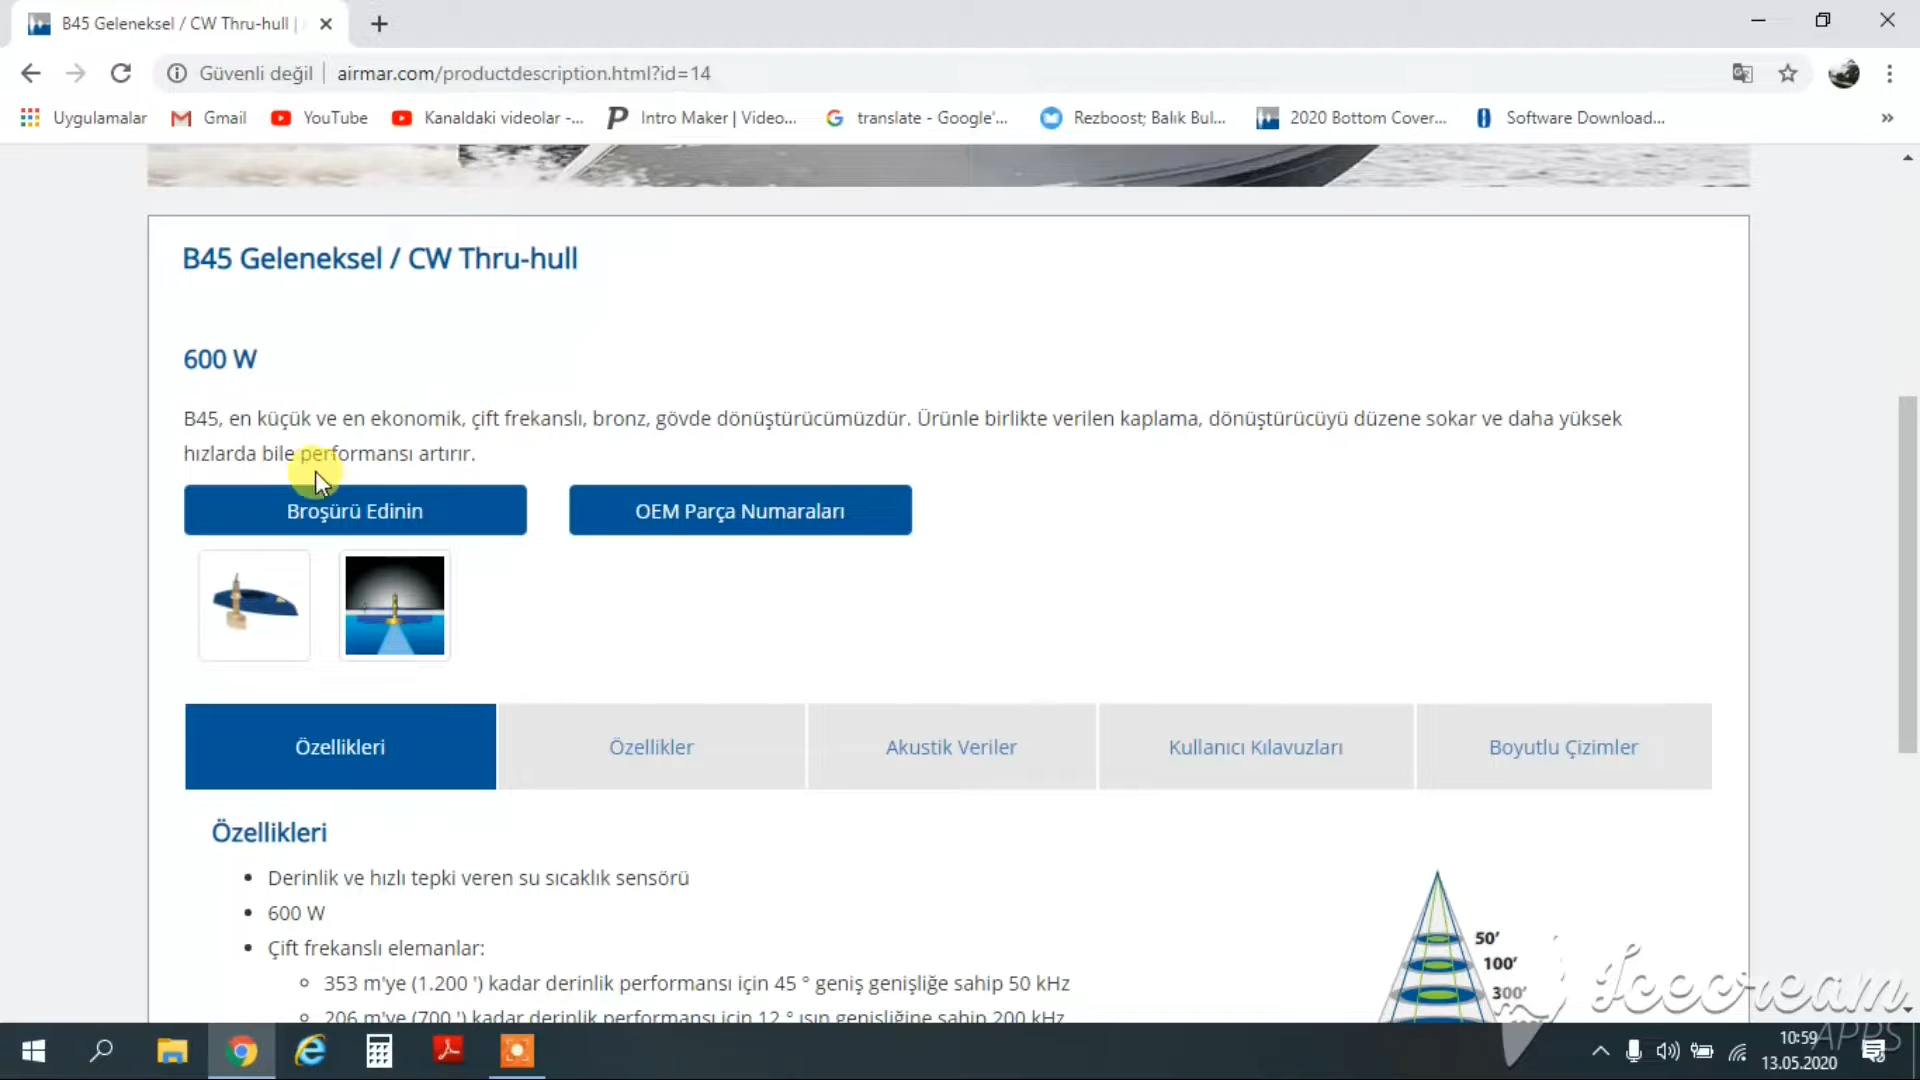 B45 Geleneksel / CW Thru-hull |
Güvenli değil | airmar.com/productdescription.html?id=14
Uygulamalar Gmail YouTube Kanaldaki videolar -... Intro Maker | Video... translate - Google'... Rezboost; Balık Bul... 2020 Bottom Cover... Software Download... »
B45 Geleneksel / CW Thru-hull
600 W
B45, en küçük ve en ekonomik, çift frekanslı, bronz, gövde dönüştürücümüzdür. Ürünle birlikte verilen kaplama, dönüştürücüyü düzene sokar ve daha yüksek
hızlarda bile performansı artırır.
Broşürü Edinin OEM Parça Numaraları
Özellikleri Özellikler Akustik Veriler Kullanıcı Kılavuzları Boyutlu Çizimler
Özellikleri
• Derinlik ve hızlı tepki veren su sıcaklık sensörü
• 600 W
• Çift frekanslı elemanlar:
353 m'ye (1.200 ') kadar derinlik performansı için 45 ° geniş genişliğe sahip 50 kHz
206 m'ye (700 ') kadar derinlik performansı için 12 ° ışın genişliğine sahip 200 kHz
50'
100'
300'
Icecream
APPS
10:59
13.05.2020